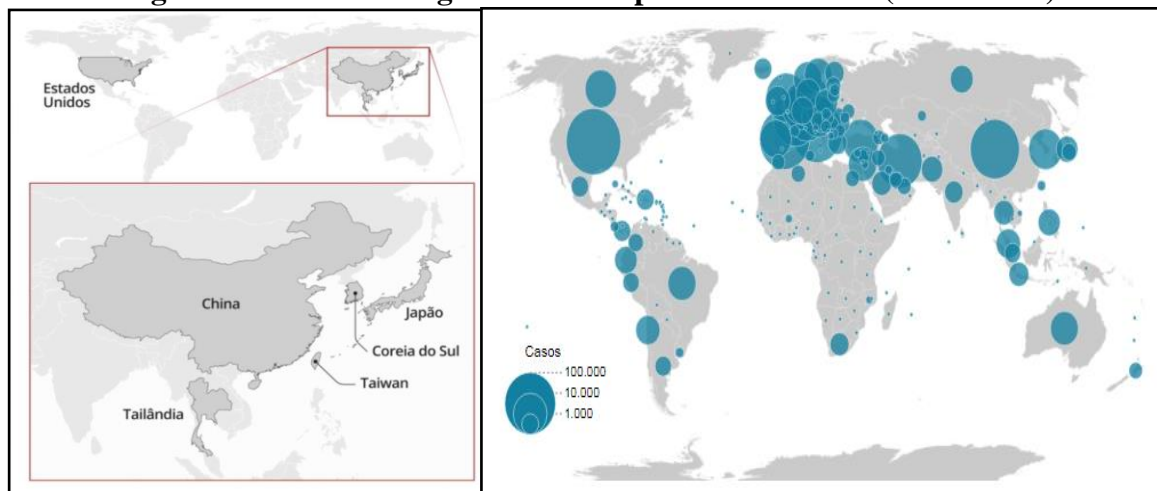 Estados
Unidos
China
Japão
Coreia do Sul
Taiwan
Tailândia
Casos
100.000
10.000
1.000